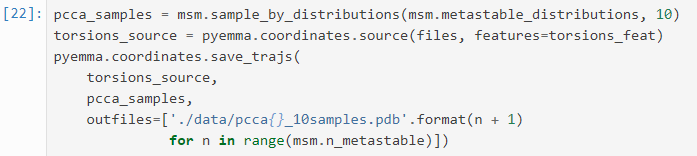 [22]: pcca_samples = msm.sample_by_distributions(msm.metastable_distributions, 10)
torsions_source = pyemma.coordinates.source(files, features=torsions_feat)
pyemma.coordinates.save_trajs(
    torsions_source,
    pcca_samples,
    outfiles=['./data/pcca{}_10samples.pdb'.format(n + 1)
              for n in range(msm.n_metastable)])